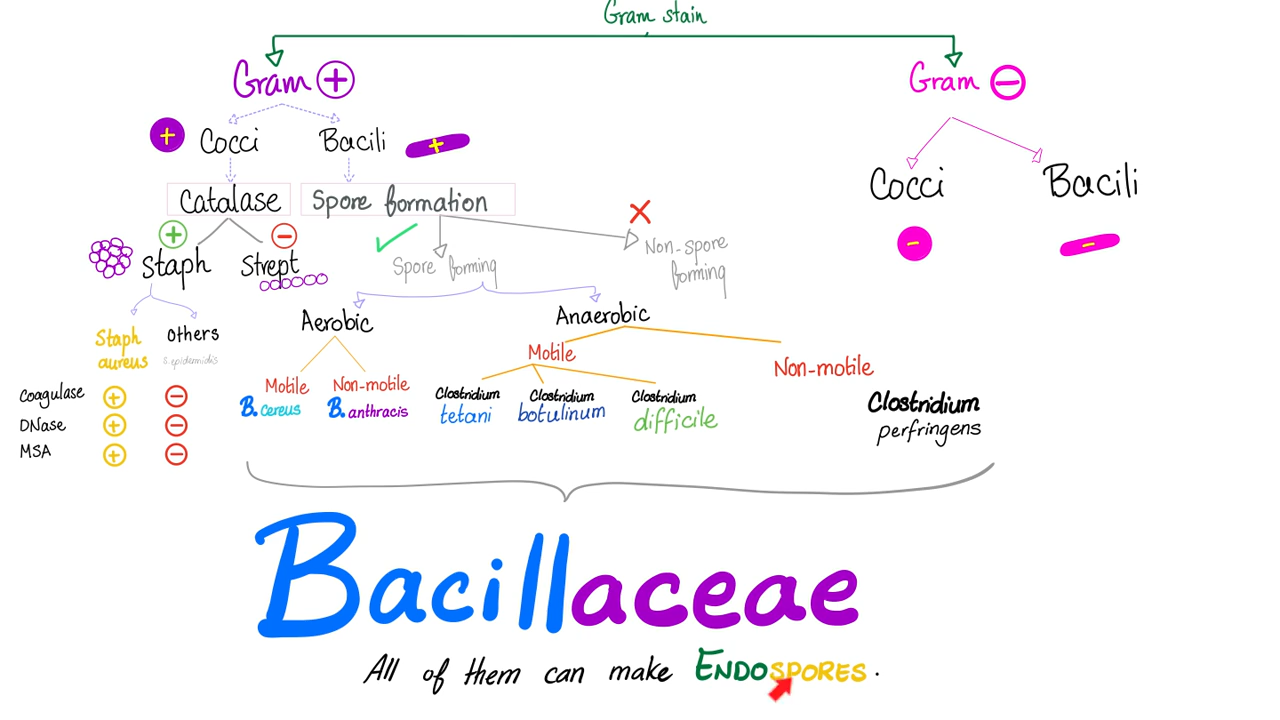 Gram stain
Gram +
Gram −
+ Cocci
Bacili +
Cocci
Bacili
Catalase
Spore formation
−
−
+
−
Staph
Strept
Spore forming
Non-spore
forming
Aerobic
Anaerobic
Staph
aureus
Others
S. epidermidis
Motile
Non-motile
Motile
Non-motile
B. cereus
B. anthracis
Clostridium
tetani
Clostridium
botulinum
Clostridium
difficile
Clostridium
perfringens
Coagulase + −
DNase + −
MSA + −
Bacillaceae
All of them can make ENDOSPORES.